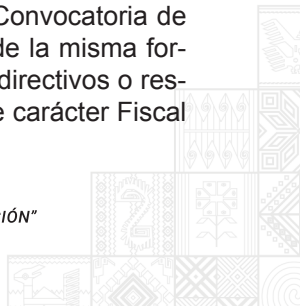 Convocatoria de
de la misma for-
directivos o res-
e carácter Fiscal
IÓN"